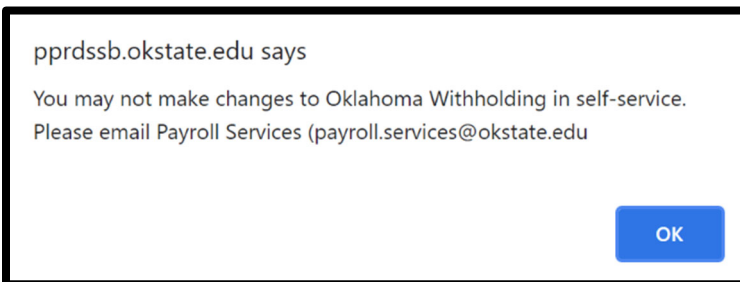 pprdssb.okstate.edu says
You may not make changes to Oklahoma Withholding in self-service.
Please email Payroll Services (payroll.services@okstate.edu
OK